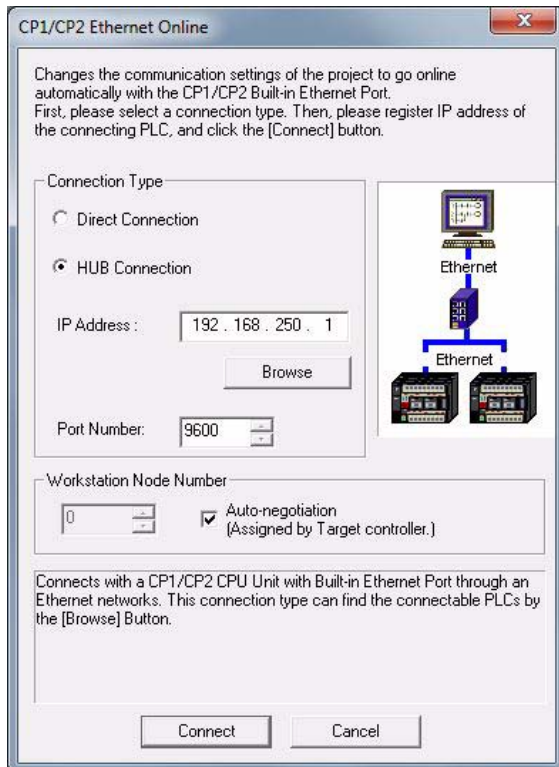 CP1/CP2 Ethernet Online
Changes the communication settings of the project to go online
automatically with the CP1/CP2 Built-in Ethernet Port.
First, please select a connection type. Then, please register IP address of
the connecting PLC, and click the [Connect] button.
Connection Type
Direct Connection
HUB Connection
IP Address :
192 . 168 . 250 . 1
Browse
Port Number:
9600
Ethernet
Ethernet
Workstation Node Number
0
Auto-negotiation
(Assigned by Target controller.)
Connects with a CP1/CP2 CPU Unit with Built-in Ethernet Port through an
Ethernet networks. This connection type can find the connectable PLCs by
the [Browse] Button.
Connect
Cancel